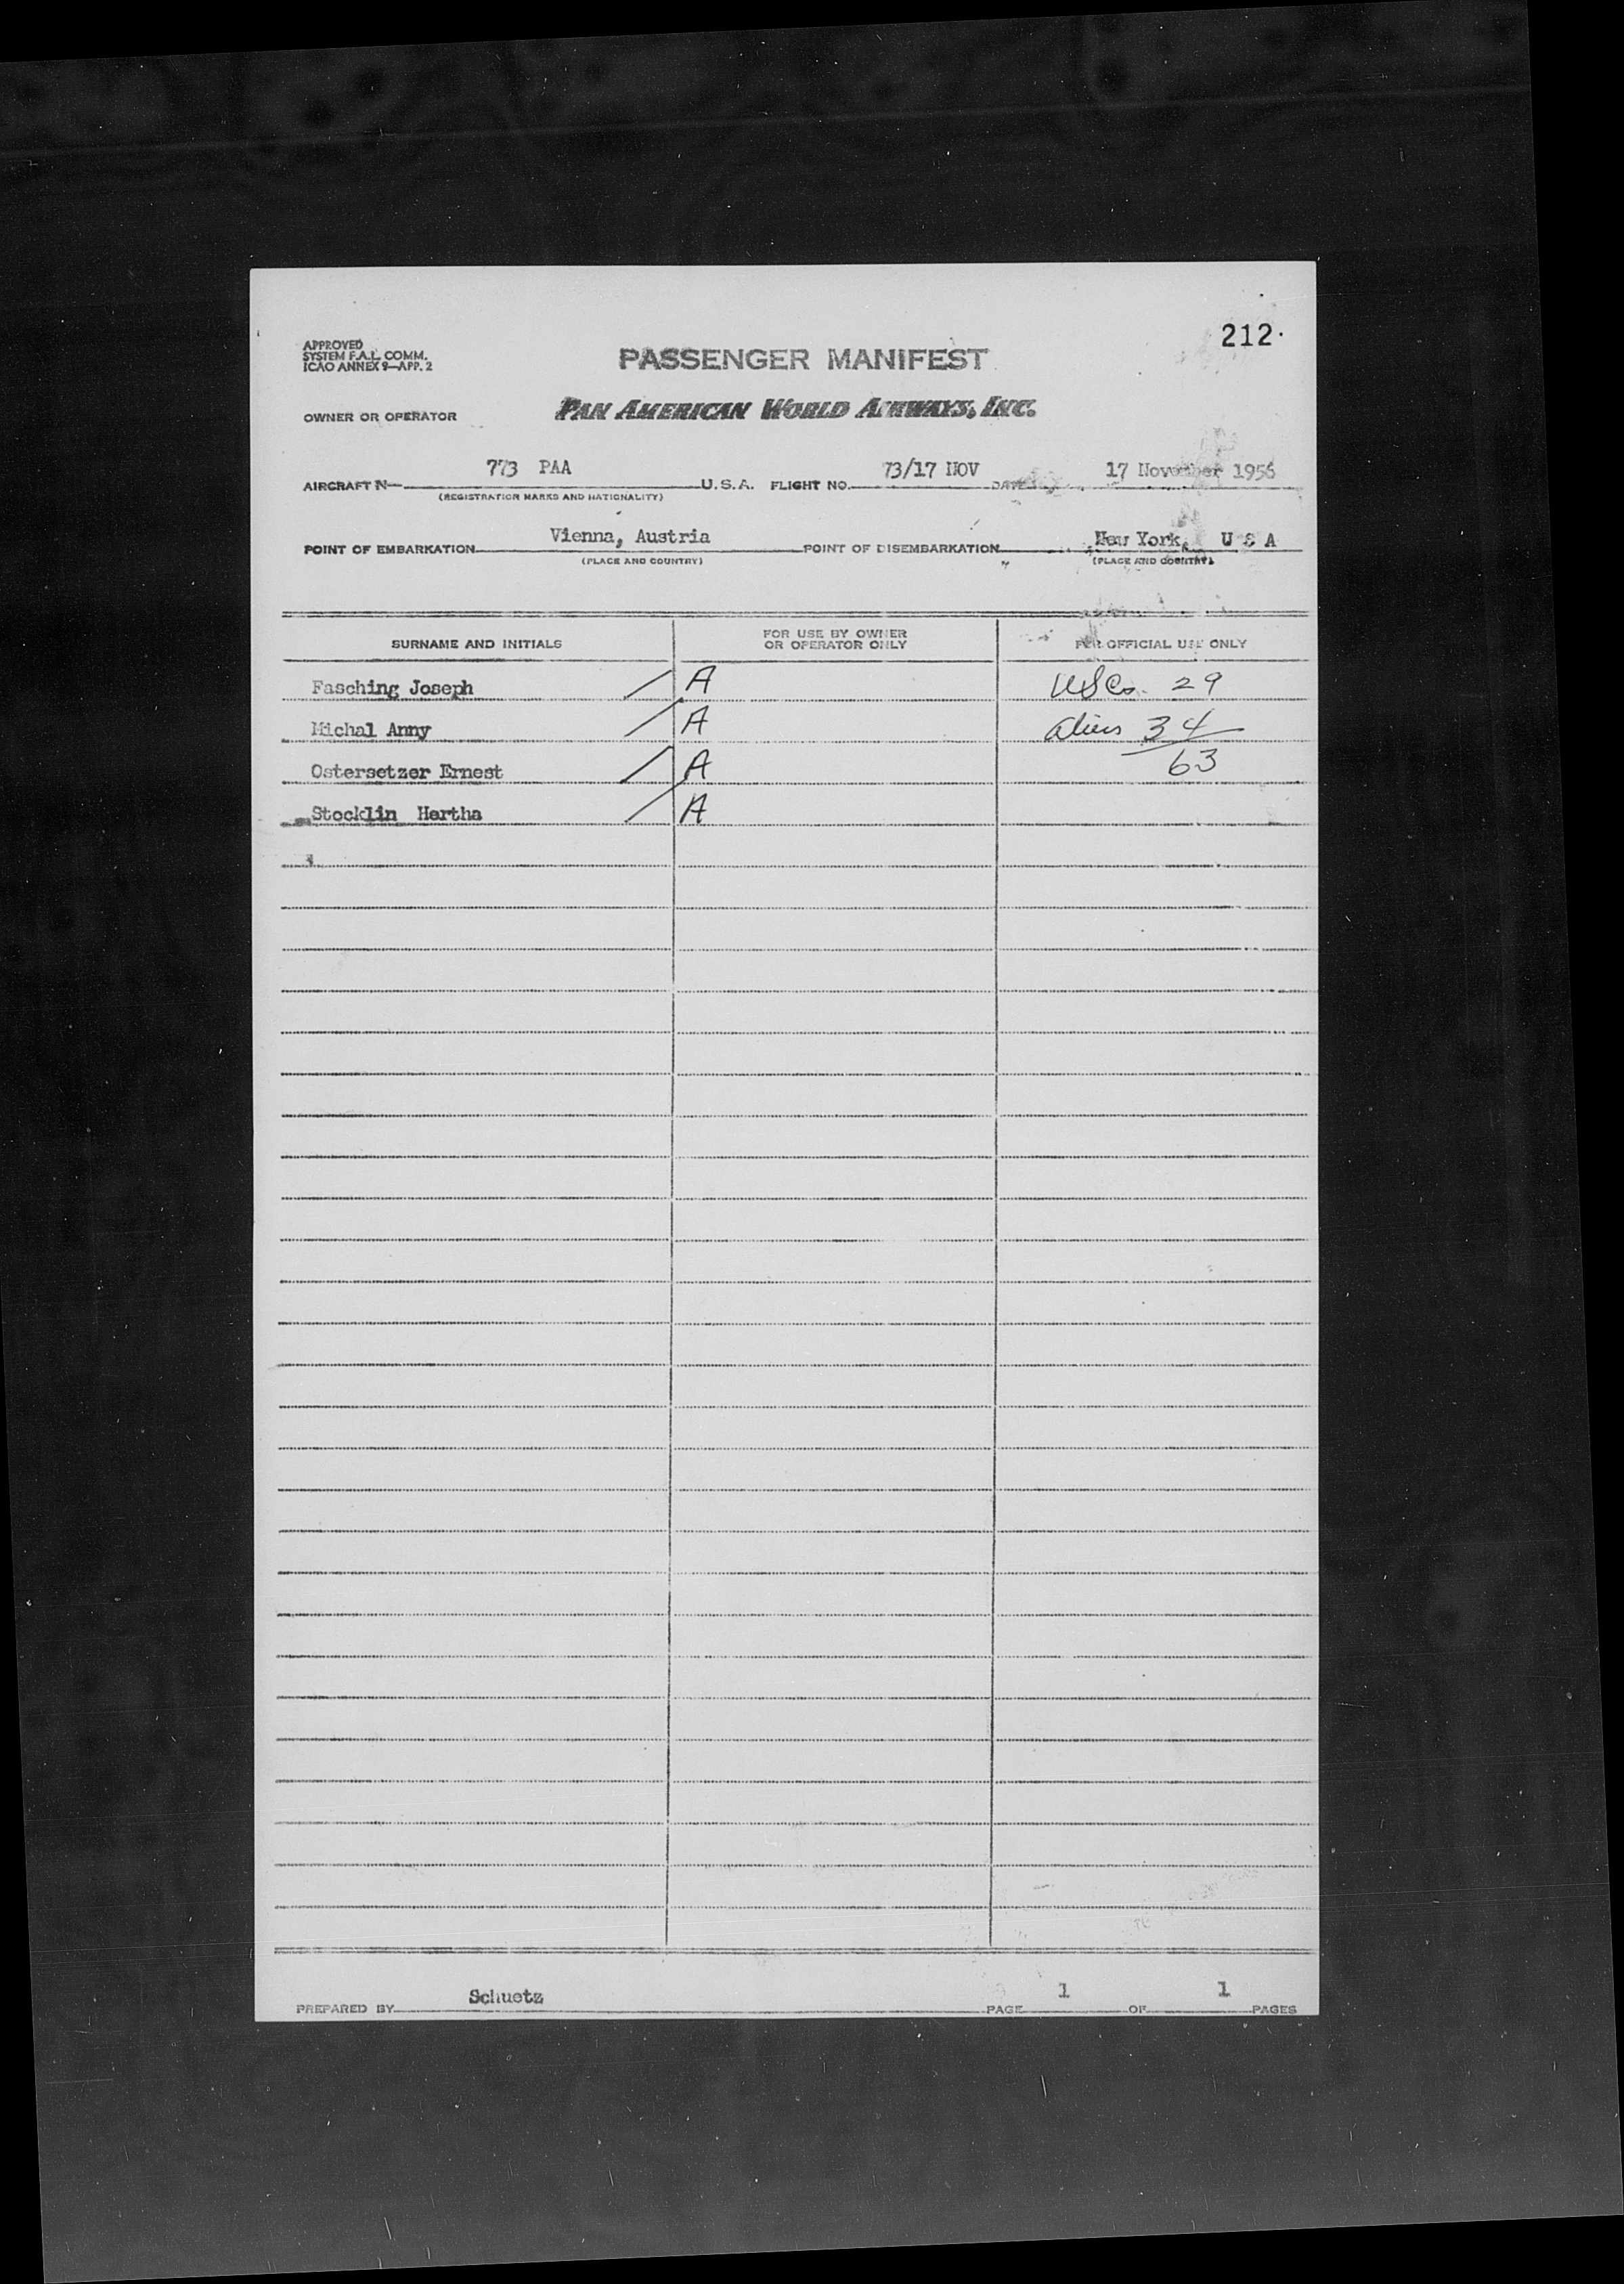 212.
APPROVED
SYSTEM F.A.L. COMM.
ICAO ANNEX 9—APP. 2
PASSENGER MANIFEST
OWNER OR OPERATOR PAN AMERICAN WORLD AIRWAYS, INC.
AIRCRAFT N 773 PAA U.S.A. FLIGHT NO. 73/17 NOV DATE 17 November 1956
(REGISTRATION MARKS AND NATIONALITY)
POINT OF EMBARKATION Vienna, Austria POINT OF DISEMBARKATION New York, U S A
(PLACE AND COUNTRY) (PLACE AND COUNTRY)
SURNAME AND INITIALS FOR USE BY OWNER OR OPERATOR ONLY FOR OFFICIAL USE ONLY
Fasching Joseph / A USCs. 29
Michal Anny / A Aliens 34
Ostersetzer Ernest / A 63
Stocklin Hertha / A
PREPARED BY Schuetz PAGE 1 OF 1 PAGES